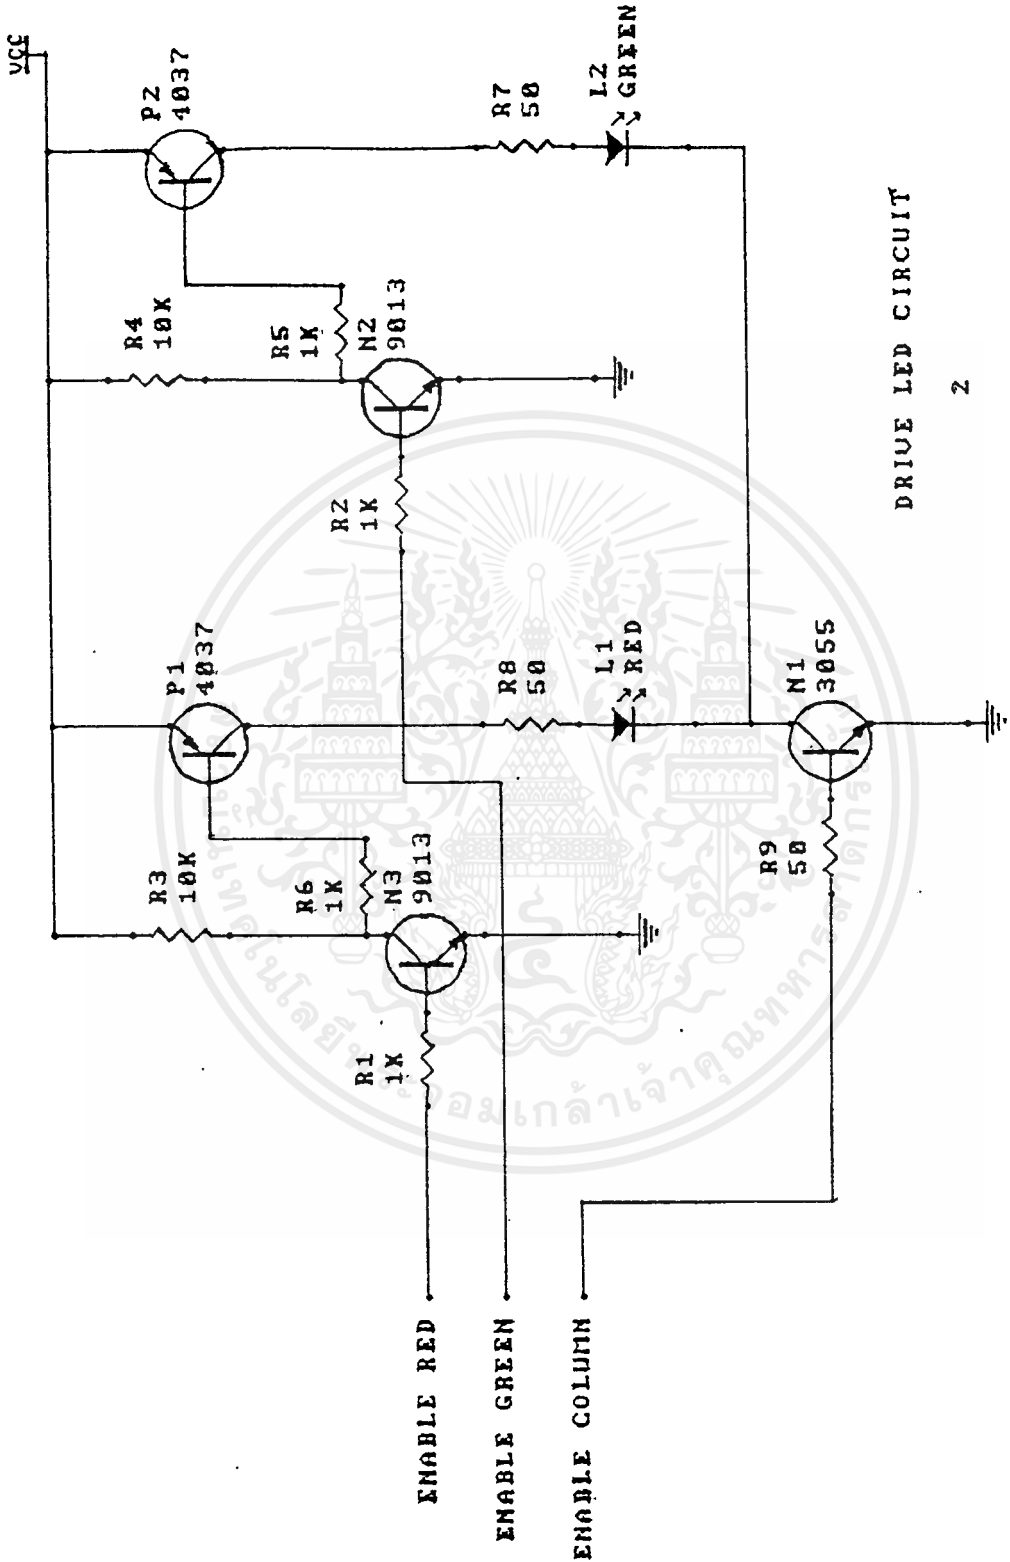 VCC
P2
4037
R4
10K
R5
1K
N2
9013
R7
50
L2
GREEN
R2
1K
P1
4037
R3
10K
R6
1K
N3
9013
R8
50
L1
RED
R1
1K
N1
3055
R9
50
ENABLE RED
ENABLE GREEN
ENABLE COLUMN
DRIVE LED CIRCUIT
2